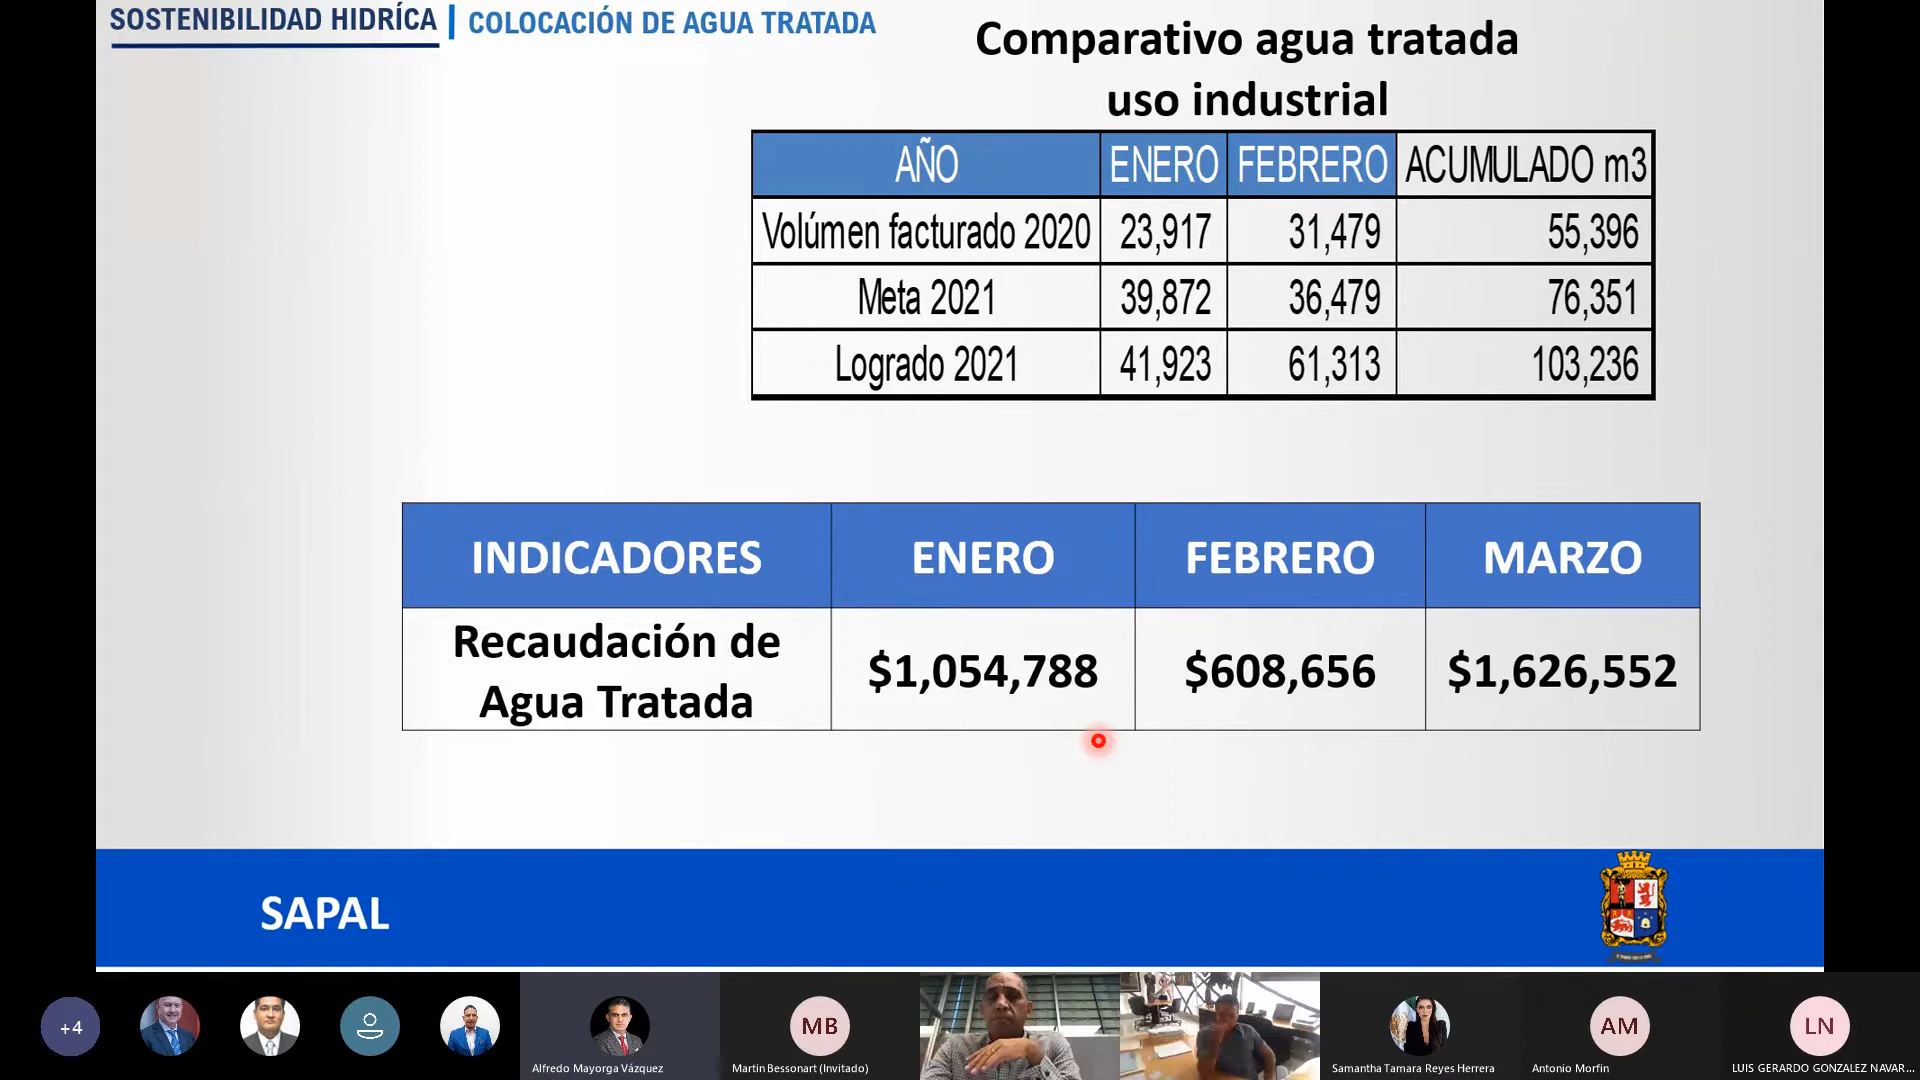 SOSTENIBILIDAD HIDRÍCA | COLOCACIÓN DE AGUA TRATADA
Comparativo agua tratada
uso industrial
AÑO ENERO FEBRERO ACUMULADO m3
Volúmen facturado 2020 23,917 31,479 55,396
Meta 2021 39,872 36,479 76,351
Logrado 2021 41,923 61,313 103,236
INDICADORES ENERO FEBRERO MARZO
Recaudación de
Agua Tratada $1,054,788 $608,656 $1,626,552
SAPAL
+4
MB
AM
LN
Alfredo Mayorga Vázquez
Martin Bessonart (Invitado)
Samantha Tamara Reyes Herrera
Antonio Morfin
LUIS GERARDO GONZALEZ NAVAR...